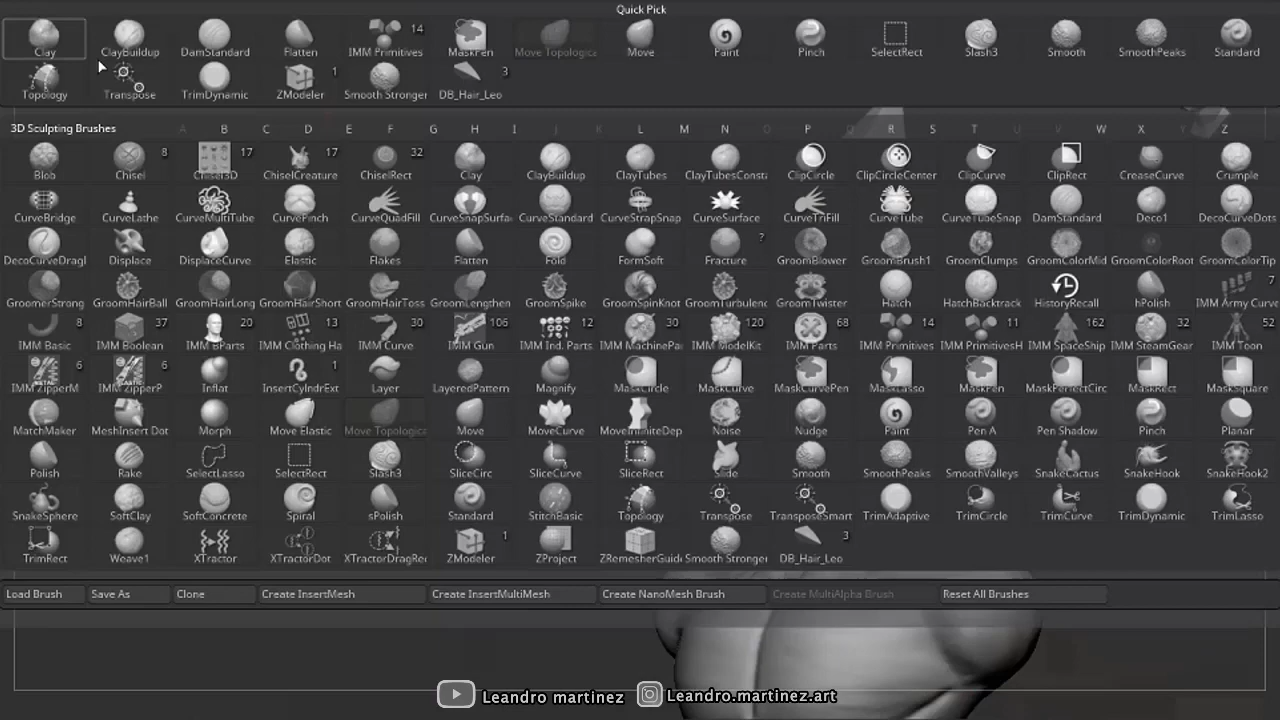 Quick Pick
Clay ClayBuildup DamStandard Flatten IMM Primitives 14 MaskPen Move Topologica Move Paint Pinch SelectRect Slash3 Smooth SmoothPeaks Standard
Topology Transpose TrimDynamic ZModeler 1 Smooth Stronger DB_Hair_Leo 3
3D Sculpting Brushes A B C D E F G H I J K L M N O P Q R S T U V W X Y Z
Blob Chisel 8 Chisel3D 17 ChiselCreature 17 ChiselRect 32 Clay ClayBuildup ClayTubes ClayTubesConsta ClipCircle ClipCircleCenter ClipCurve ClipRect CreaseCurve Crumple
CurveBridge CurveLathe CurveMultiTube CurvePinch CurveQuadFill CurveSnapSurfac CurveStandard CurveStrapSnap CurveSurface CurveTriFill CurveTube CurveTubeSnap DamStandard Deco1 DecoCurveDots
DecoCurveDragl Displace DisplaceCurve Elastic Flakes Flatten Fold FormSoft Fracture ? GroomBlower GroomBrush1 GroomClumps GroomColorMid GroomColorRoot GroomColorTip
GroomerStrong GroomHairBall GroomHairLong GroomHairShort GroomHairToss GroomLengthen GroomSpike GroomSpinKnot GroomTurbulenc GroomTwister Hatch HatchBacktrack HistoryRecall hPolish IMM Army Curve 7
IMM Basic 8 IMM Boolean 37 IMM BParts 20 IMM Clothing Ha 13 IMM Curve 30 IMM Gun 106 IMM Ind. Parts 12 IMM MachinePar 30 IMM ModelKit 120 IMM Parts 68 IMM Primitives 14 IMM PrimitivesH 11 IMM SpaceShip 162 IMM SteamGear 32 IMM Toon 52
IMM ZipperM 6 IMM ZipperP 6 Inflat InsertCylndrExt 1 Layer LayeredPattern Magnify MaskCircle MaskCurve MaskCurvePen MaskLasso MaskPen MaskPerfectCirc MaskRect MaskSquare
MatchMaker MeshInsert Dot Morph Move Elastic Move Topologica Move MoveCurve MoveInfiniteDep Noise Nudge Paint Pen A Pen Shadow Pinch Planar
Polish Rake SelectLasso SelectRect Slash3 SliceCirc SliceCurve SliceRect Slide Smooth SmoothPeaks SmoothValleys SnakeCactus SnakeHook SnakeHook2
SnakeSphere SoftClay SoftConcrete Spiral sPolish Standard StitchBasic Topology Transpose TransposeSmart TrimAdaptive TrimCircle TrimCurve TrimDynamic TrimLasso
TrimRect Weave1 XTractor XTractorDot XTractorDragRec ZModeler 1 ZProject ZRemesherGuide Smooth Stronger DB_Hair_Leo 3
Load Brush Save As Clone Create InsertMesh Create InsertMultiMesh Create NanoMesh Brush Create MultiAlpha Brush Reset All Brushes
Leandro martinez Leandro.martinez.art